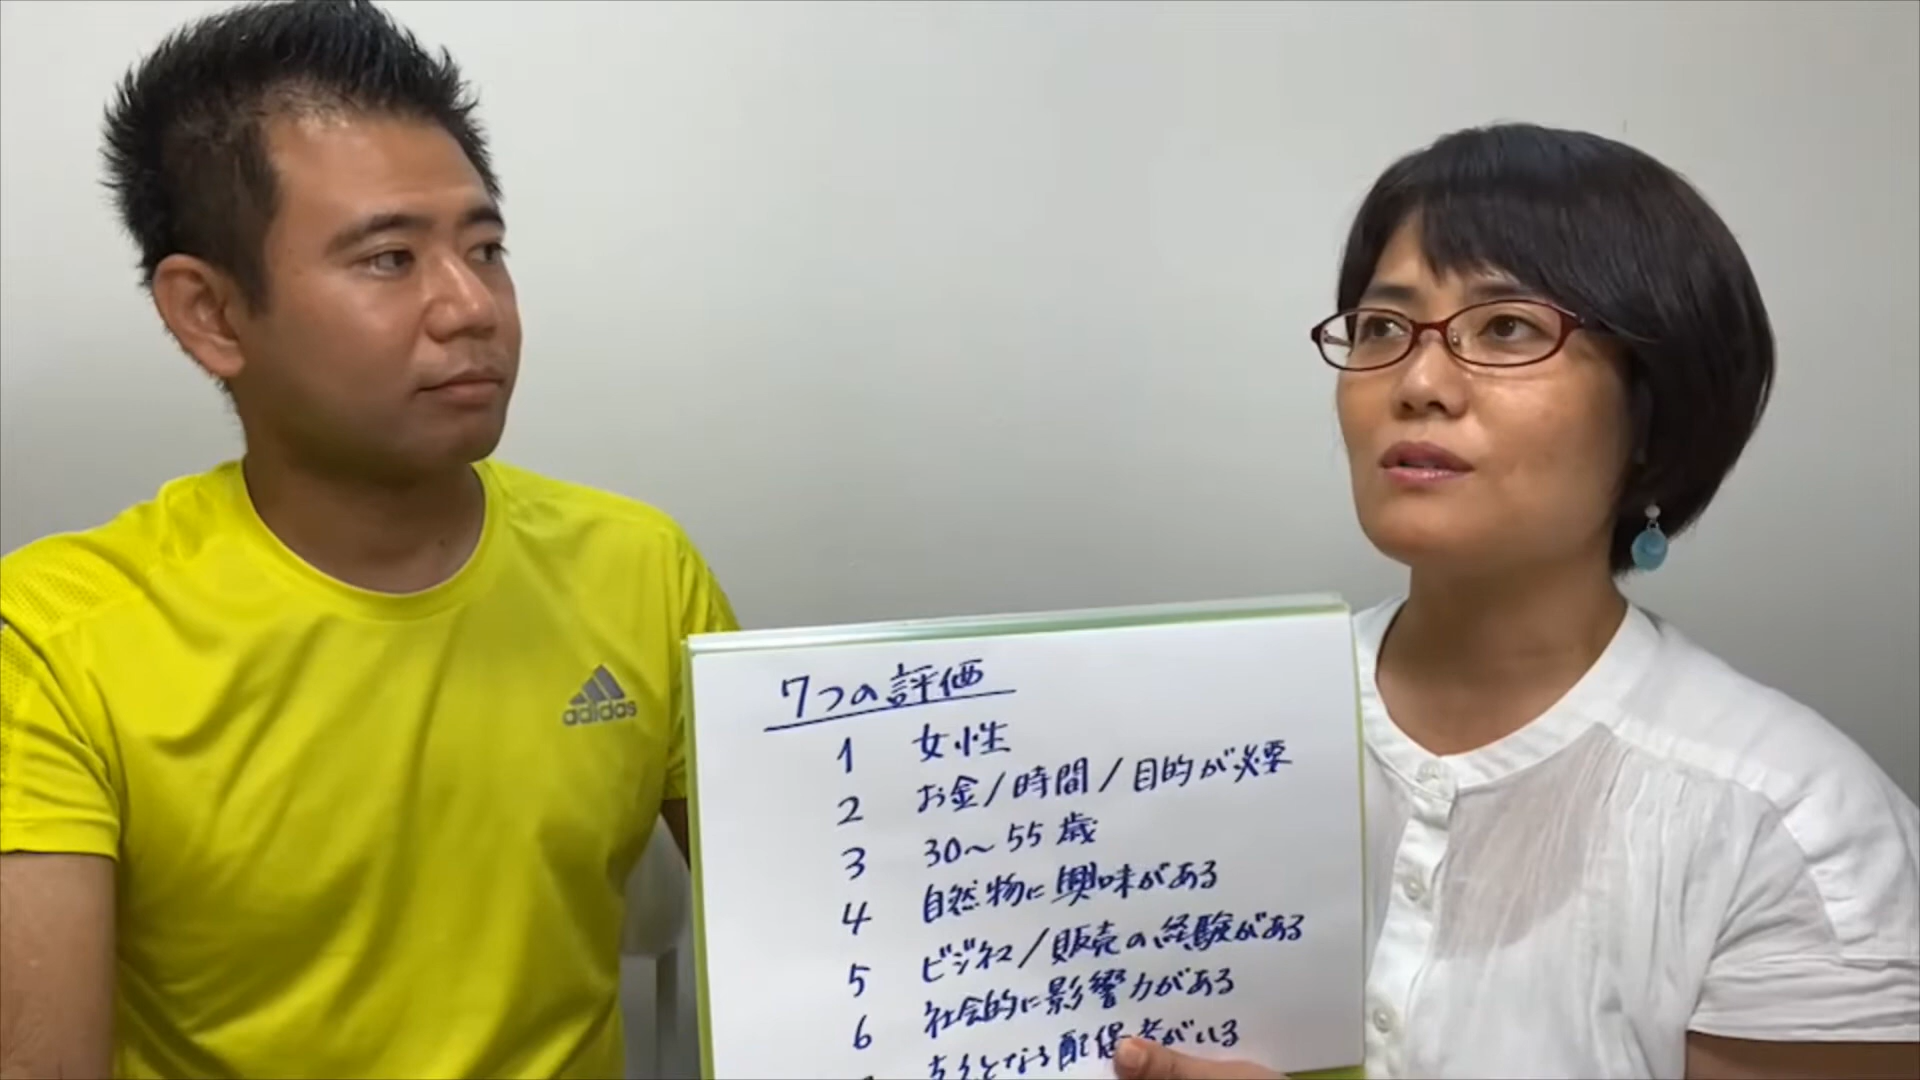 adidas
7つの評価
1 女性
2 お金/時間/目的が必要
3 30〜55歳
4 自然物に興味がある
5 ビジネス/販売の経験がある
6 社会的に影響力がある
となる配偶者がいる